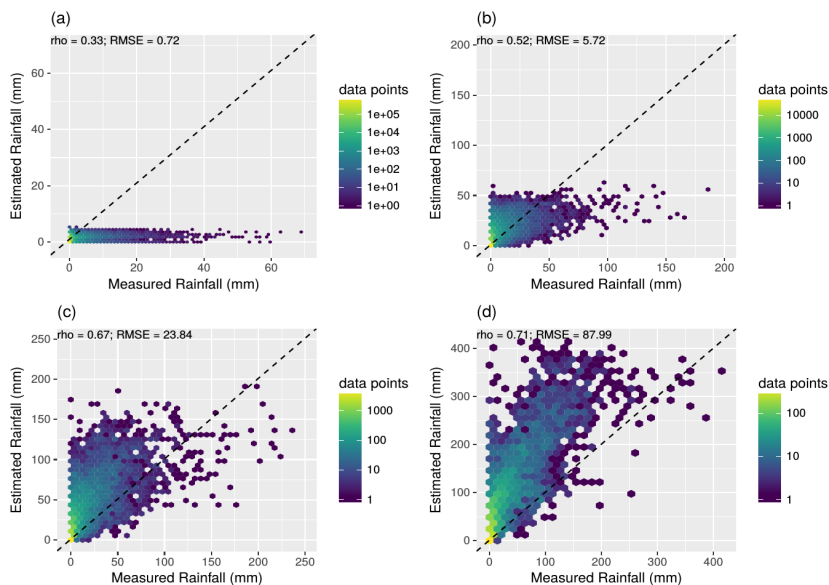 (a)
rho = 0.33; RMSE = 0.72
60
40
20
0
0 20 40 60
Estimated Rainfall (mm)
Measured Rainfall (mm)
data points
1e+05
1e+04
1e+03
1e+02
1e+01
1e+00
(b)
rho = 0.52; RMSE = 5.72
200
150
100
50
0
0 50 100 150 200
Estimated Rainfall (mm)
Measured Rainfall (mm)
data points
10000
1000
100
10
1
(c)
rho = 0.67; RMSE = 23.84
250
200
150
100
50
0
0 50 100 150 200 250
Estimated Rainfall (mm)
Measured Rainfall (mm)
data points
1000
100
10
1
(d)
rho = 0.71; RMSE = 87.99
400
300
200
100
0
0 100 200 300 400
Estimated Rainfall (mm)
Measured Rainfall (mm)
data points
100
10
1